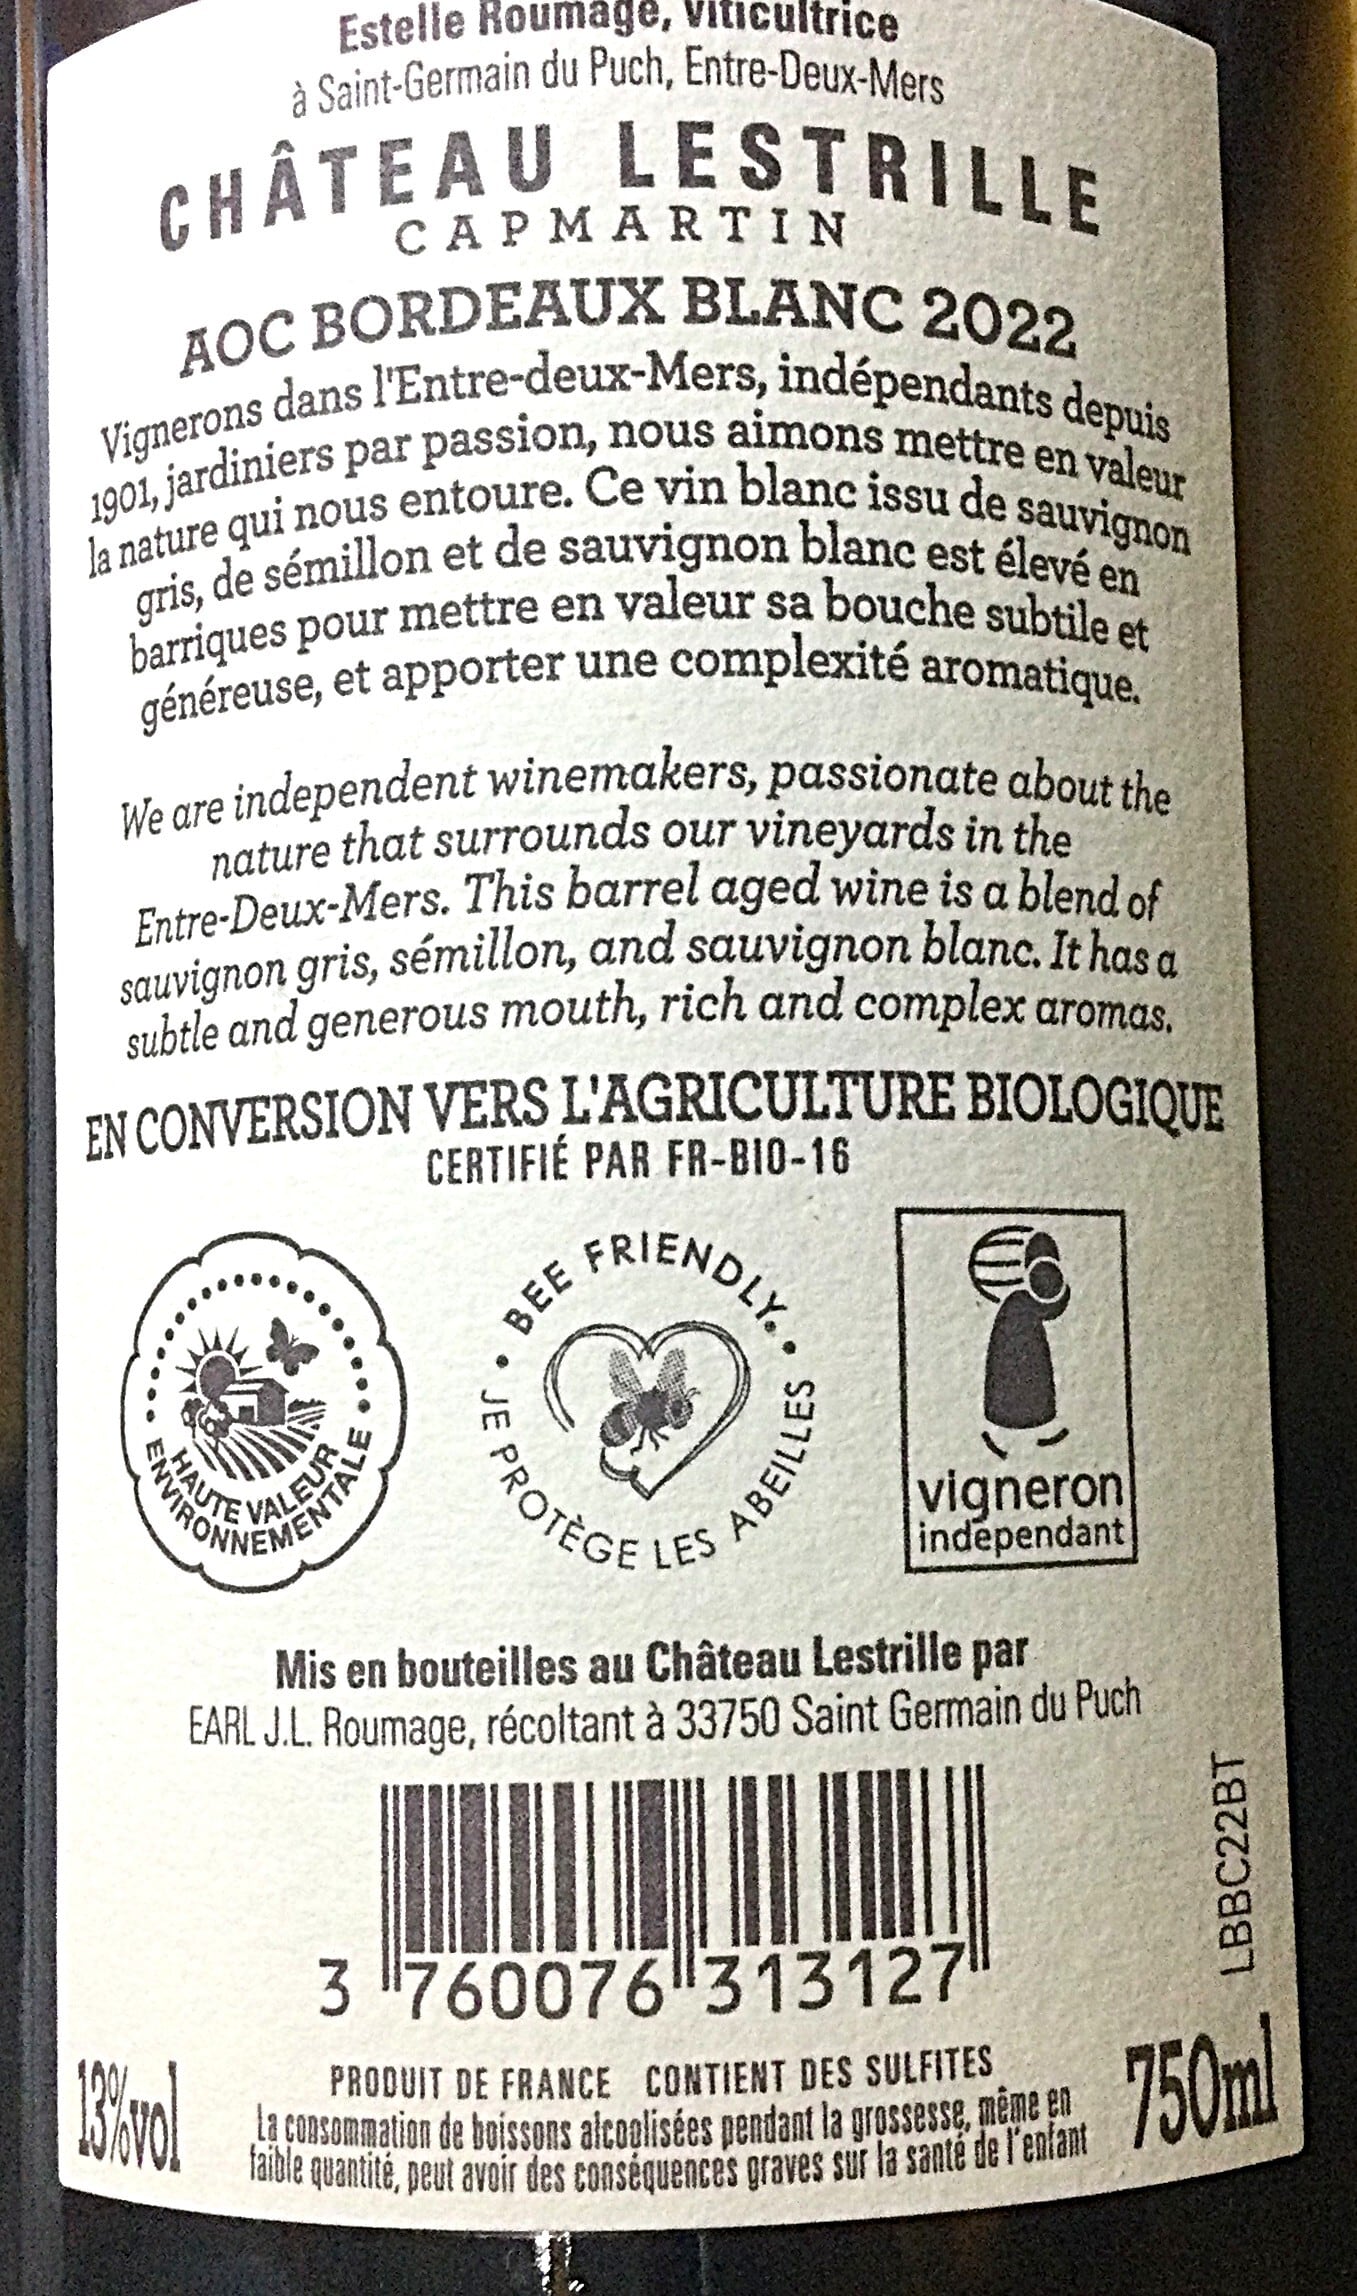 Estelle Roumage, viticultrice
à Saint-Germain du Puch, Entre-Deux-Mers
CHÂTEAU LESTRILLE
CAPMARTIN
AOC BORDEAUX BLANC 2022
Vignerons dans l'Entre-deux-Mers, indépendants depuis
1901, jardiniers par passion, nous aimons mettre en valeur
la nature qui nous entoure. Ce vin blanc issu de sauvignon
gris, de sémillon et de sauvignon blanc est élevé en
barriques pour mettre en valeur sa bouche subtile et
généreuse, et apporter une complexité aromatique.
We are independent winemakers, passionate about the
nature that surrounds our vineyards in the
Entre-Deux-Mers. This barrel aged wine is a blend of
sauvignon gris, sémillon, and sauvignon blanc. It has a
subtle and generous mouth, rich and complex aromas.
EN CONVERSION VERS L'AGRICULTURE BIOLOGIQUE
CERTIFIÉ PAR FR-BIO-16
HAUTE VALEUR
ENVIRONNEMENTALE
• BEE FRIENDLY. •
JE PROTÈGE LES ABEILLES
vigneron
indépendant
Mis en bouteilles au Château Lestrille par
EARL J.L. Roumage, récoltant à 33750 Saint Germain du Puch
LBBC22BT
3 760076 313127
13%vol
PRODUIT DE FRANCE CONTIENT DES SULFITES
La consommation de boissons alcoolisées pendant la grossesse, même en
faible quantité, peut avoir des conséquences graves sur la santé de l'enfant
750ml